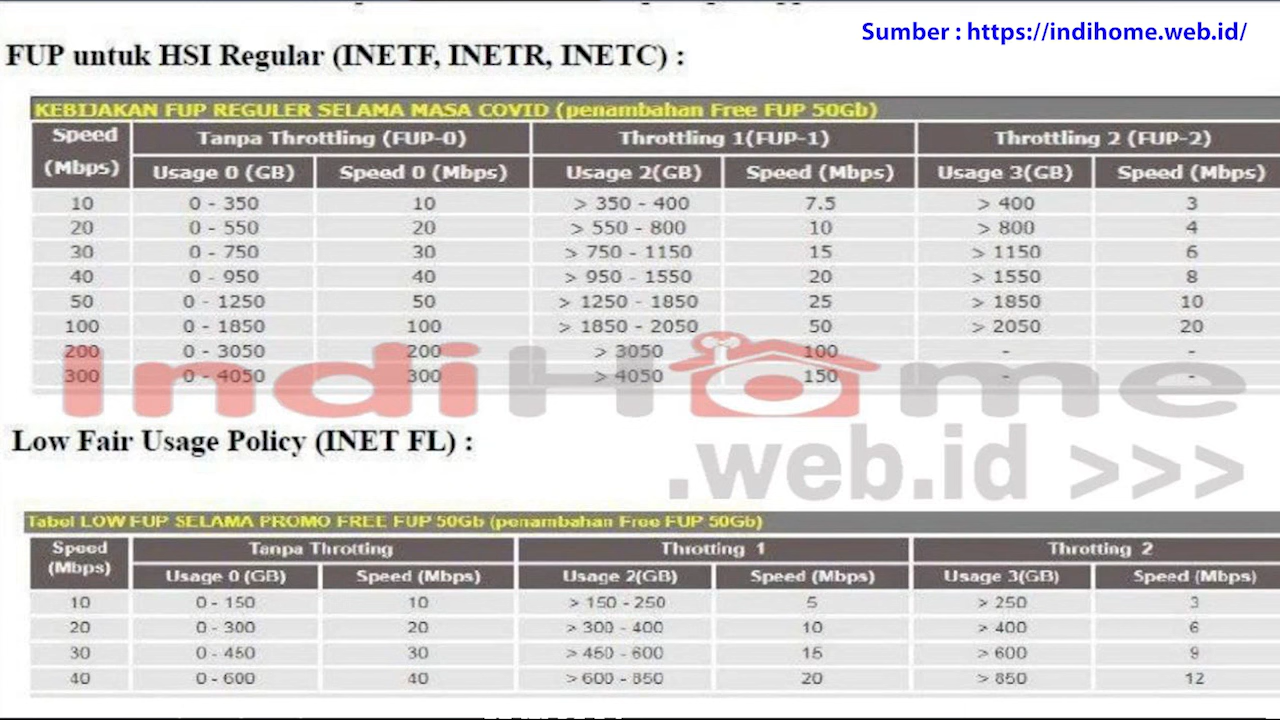 Sumber : https://indihome.web.id/
FUP untuk HSI Regular (INETF, INETR, INETC) :
KEBIJAKAN FUP REGULER SELAMA MASA COVID (penambahan Free FUP 50Gb)
Speed (Mbps) Tanpa Throttling (FUP-0) Throttling 1(FUP-1) Throttling 2 (FUP-2)
Usage 0 (GB) Speed 0 (Mbps) Usage 2(GB) Speed (Mbps) Usage 3(GB) Speed (Mbps)
10 0 - 350 10 > 350 - 400 7.5 > 400 3
20 0 - 550 20 > 550 - 800 10 > 800 4
30 0 - 750 30 > 750 - 1150 15 > 1150 6
40 0 - 950 40 > 950 - 1550 20 > 1550 8
50 0 - 1250 50 > 1250 - 1850 25 > 1850 10
100 0 - 1850 100 > 1850 - 2050 50 > 2050 20
200 0 - 3050 200 > 3050 100 - -
300 0 - 4050 300 > 4050 150 - -
IndiHome
.web.id >>>
Low Fair Usage Policy (INET FL) :
Tabel LOW FUP SELAMA PROMO FREE FUP 50Gb (penambahan Free FUP 50Gb)
Speed (Mbps) Tanpa Throtting Throtting 1 Throtting 2
Usage 0 (GB) Speed (Mbps) Usage 2(GB) Speed (Mbps) Usage 3(GB) Speed (Mbps)
10 0 - 150 10 > 150 - 250 5 > 250 3
20 0 - 300 20 > 300 - 400 10 > 400 6
30 0 - 450 30 > 450 - 600 15 > 600 9
40 0 - 600 40 > 600 - 850 20 > 850 12